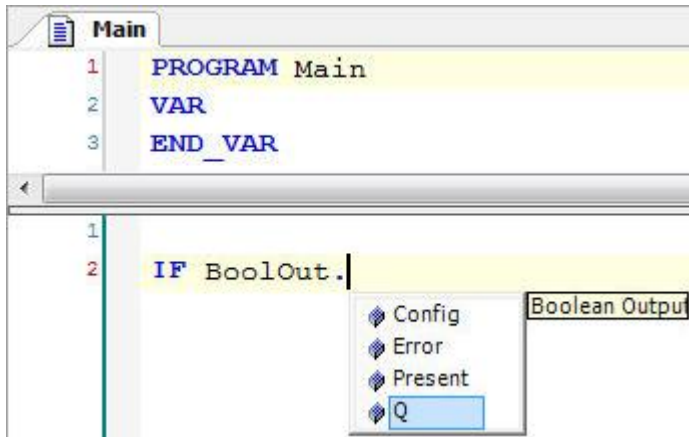 Main
1 PROGRAM Main
2 VAR
3 END_VAR
1
2 IF BoolOut.
Config
Error
Present
Q
Boolean Output